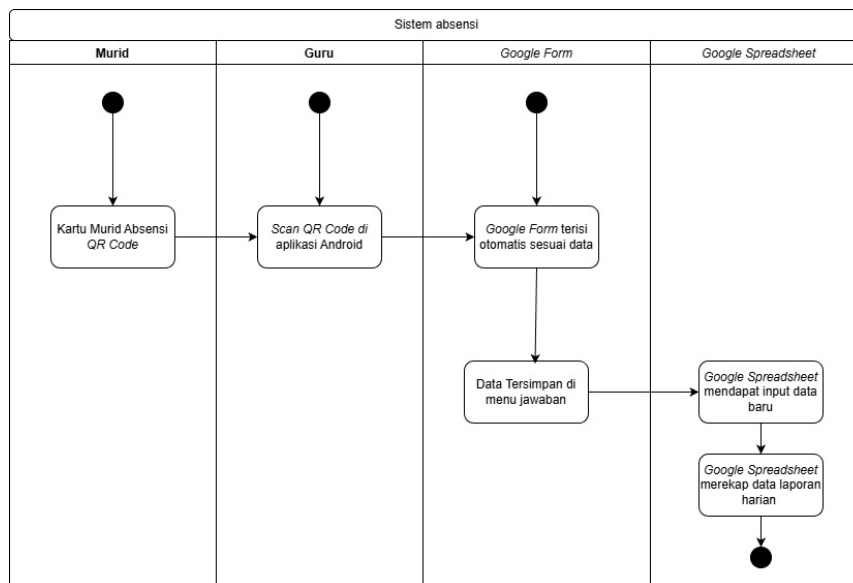 Sistem absensi
Murid
Guru
Google Form
Google Spreadsheet
Kartu Murid Absensi
QR Code
Scan QR Code di
aplikasi Android
Google Form terisi
otomatis sesuai data
Data Tersimpan di
menu jawaban
Google Spreadsheet
mendapat input data
baru
Google Spreadsheet
merekap data laporan
harian